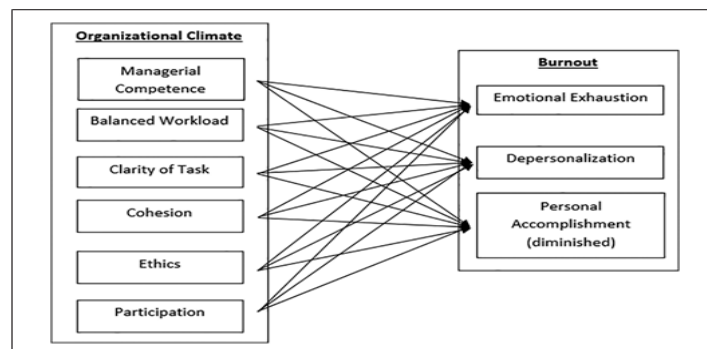 Organizational Climate
Managerial
Competence
Balanced Workload
Clarity of Task
Cohesion
Ethics
Participation
Burnout
Emotional Exhaustion
Depersonalization
Personal
Accomplishment
(diminished)